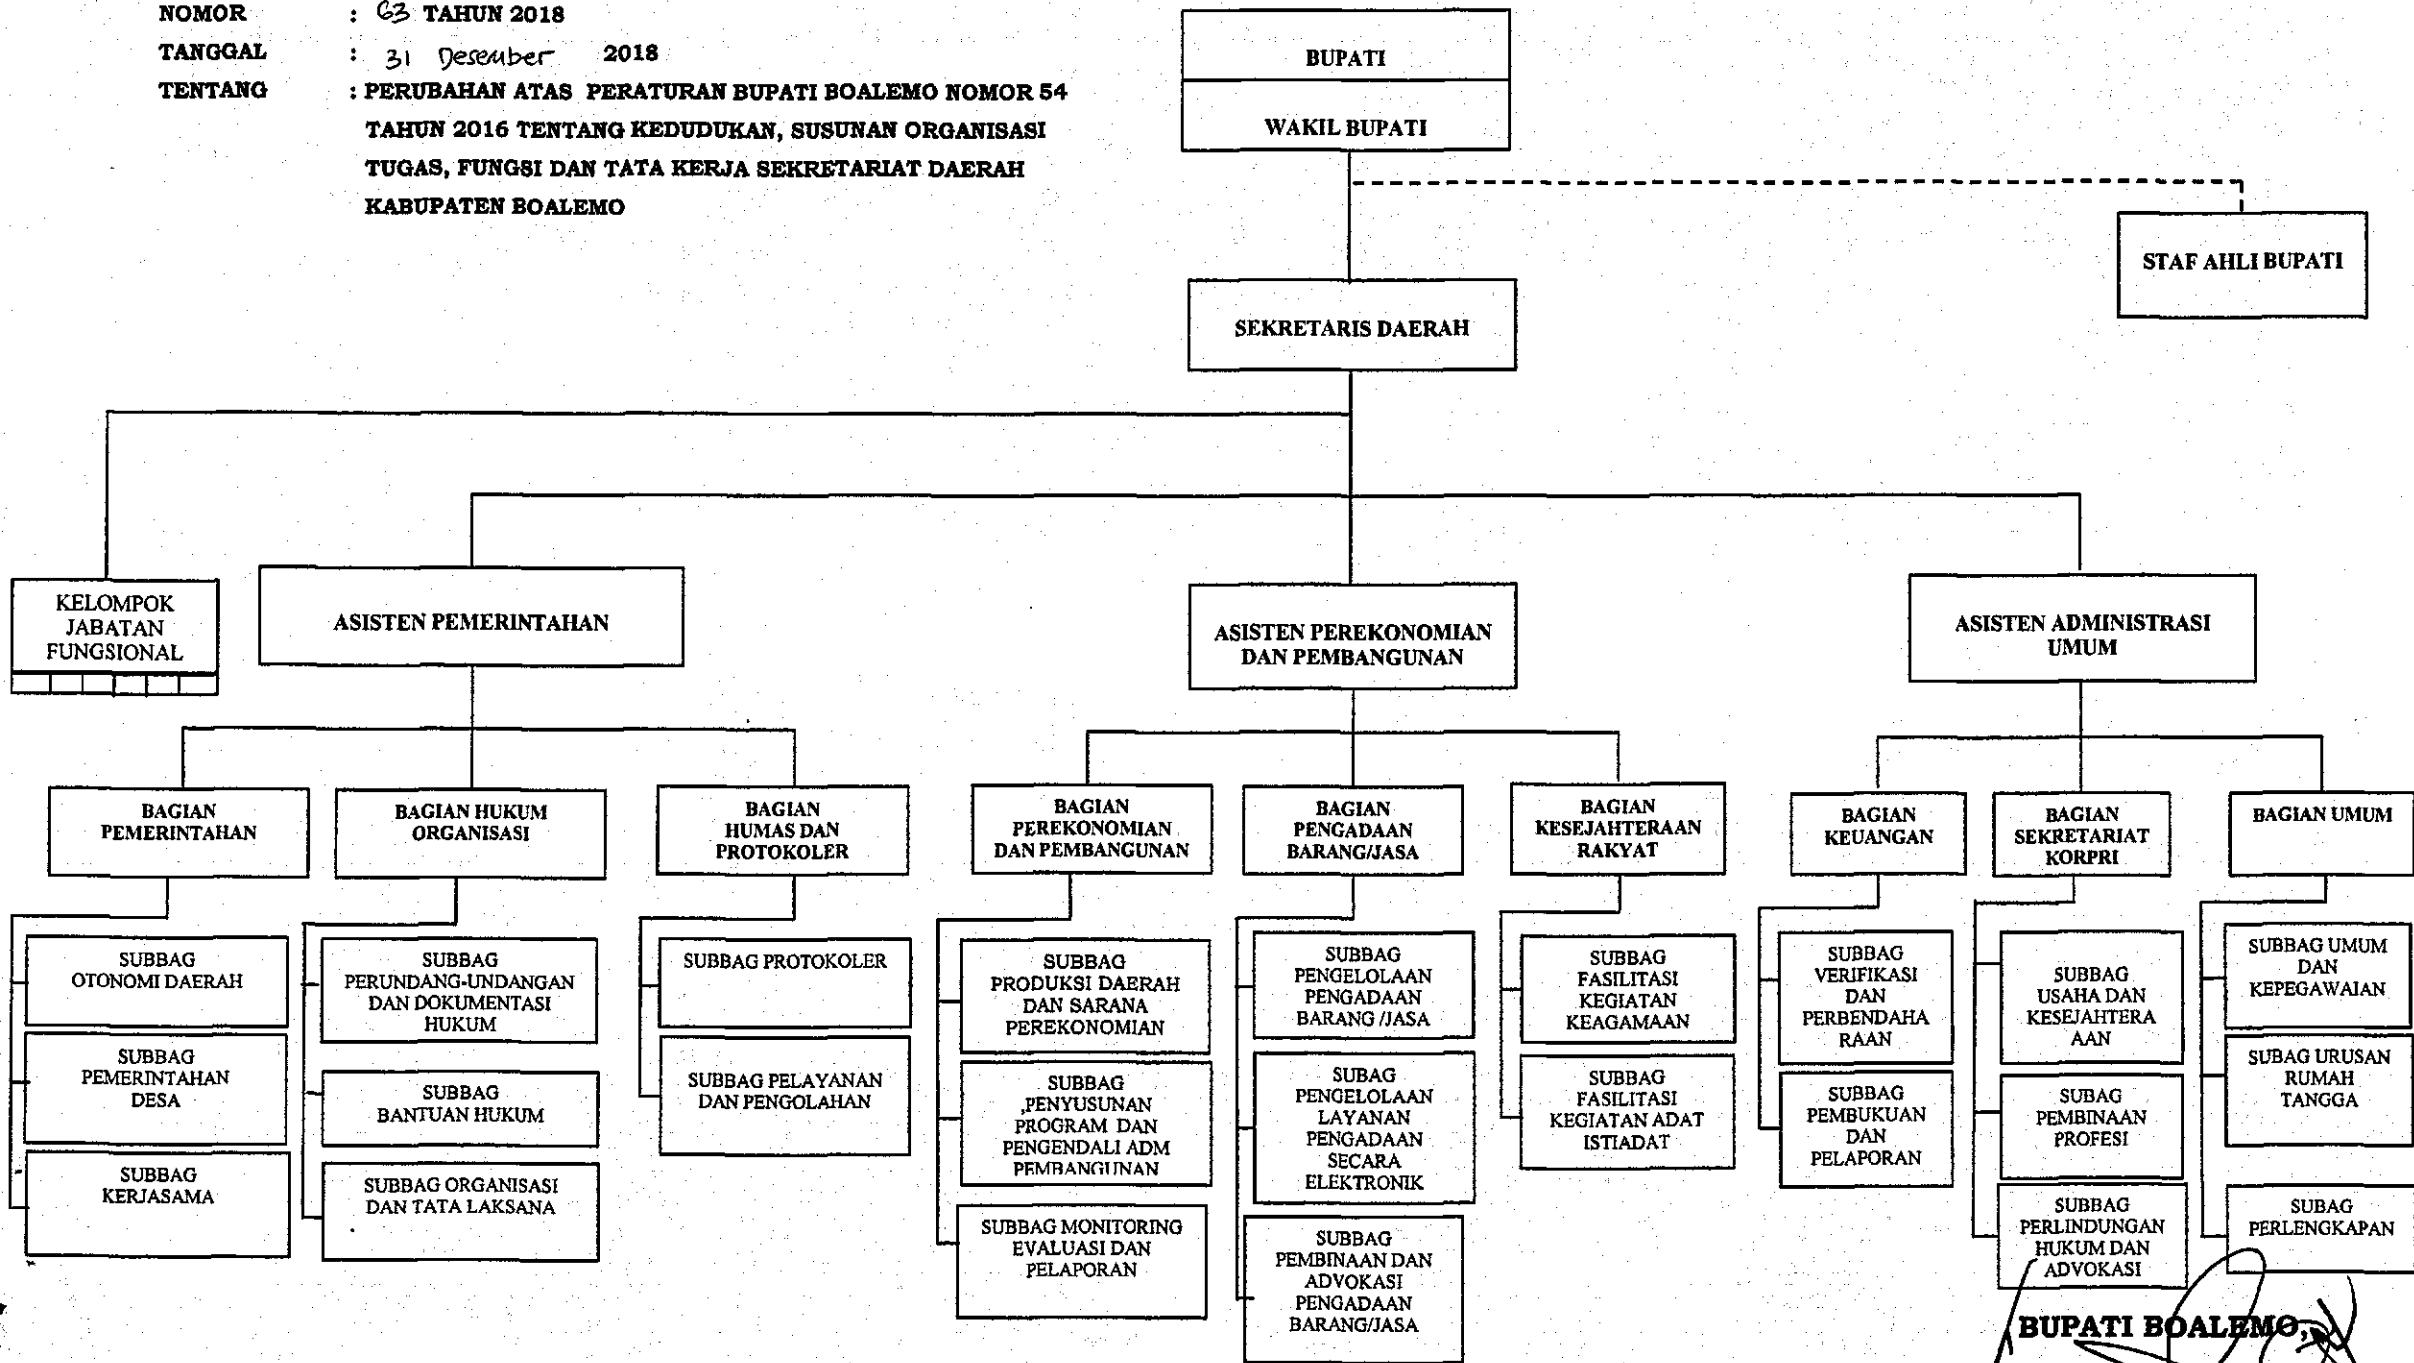 NOMOR : 63 TAHUN 2018
TANGGAL : 31 Desember 2018
TENTANG : PERUBAHAN ATAS PERATURAN BUPATI BOALEMO NOMOR 54
TAHUN 2016 TENTANG KEDUDUKAN, SUSUNAN ORGANISASI
TUGAS, FUNGSI DAN TATA KERJA SEKRETARIAT DAERAH
KABUPATEN BOALEMO
BUPATI
WAKIL BUPATI
STAF AHLI BUPATI
SEKRETARIS DAERAH
KELOMPOK
JABATAN
FUNGSIONAL
ASISTEN PEMERINTAHAN
ASISTEN PEREKONOMIAN
DAN PEMBANGUNAN
ASISTEN ADMINISTRASI
UMUM
BAGIAN
PEMERINTAHAN
BAGIAN HUKUM
ORGANISASI
BAGIAN
HUMAS DAN
PROTOKOLER
BAGIAN
PEREKONOMIAN
DAN PEMBANGUNAN
BAGIAN
PENGADAAN
BARANG/JASA
BAGIAN
KESEJAHTERAAN
RAKYAT
BAGIAN
KEUANGAN
BAGIAN
SEKRETARIAT
KORPRI
BAGIAN UMUM
SUBBAG
OTONOMI DAERAH
SUBBAG
PEMERINTAHAN
DESA
SUBBAG
KERJASAMA
SUBBAG
PERUNDANG-UNDANGAN
DAN DOKUMENTASI
HUKUM
SUBBAG
BANTUAN HUKUM
SUBBAG ORGANISASI
DAN TATA LAKSANA
SUBBAG PROTOKOLER
SUBBAG PELAYANAN
DAN PENGOLAHAN
SUBBAG
PRODUKSI DAERAH
DAN SARANA
PEREKONOMIAN
SUBBAG
,PENYUSUNAN
PROGRAM DAN
PENGENDALI ADM
PEMBANGUNAN
SUBBAG MONITORING
EVALUASI DAN
PELAPORAN
SUBBAG
PENGELOLAAN
PENGADAAN
BARANG /JASA
SUBAG
PENGELOLAAN
LAYANAN
PENGADAAN
SECARA
ELEKTRONIK
SUBBAG
PEMBINAAN DAN
ADVOKASI
PENGADAAN
BARANG/JASA
SUBBAG
FASILITASI
KEGIATAN
KEAGAMAAN
SUBBAG
FASILITASI
KEGIATAN ADAT
ISTIADAT
SUBBAG
VERIFIKASI
DAN
PERBENDAHA
RAAN
SUBBAG
PEMBUKUAN
DAN
PELAPORAN
SUBBAG
USAHA DAN
KESEJAHTERA
AAN
SUBAG
PEMBINAAN
PROFESI
SUBBAG
PERLINDUNGAN
HUKUM DAN
ADVOKASI
SUBBAG UMUM
DAN
KEPEGAWAIAN
SUBAG URUSAN
RUMAH
TANGGA
SUBAG
PERLENGKAPAN
BUPATI BOALEMO,